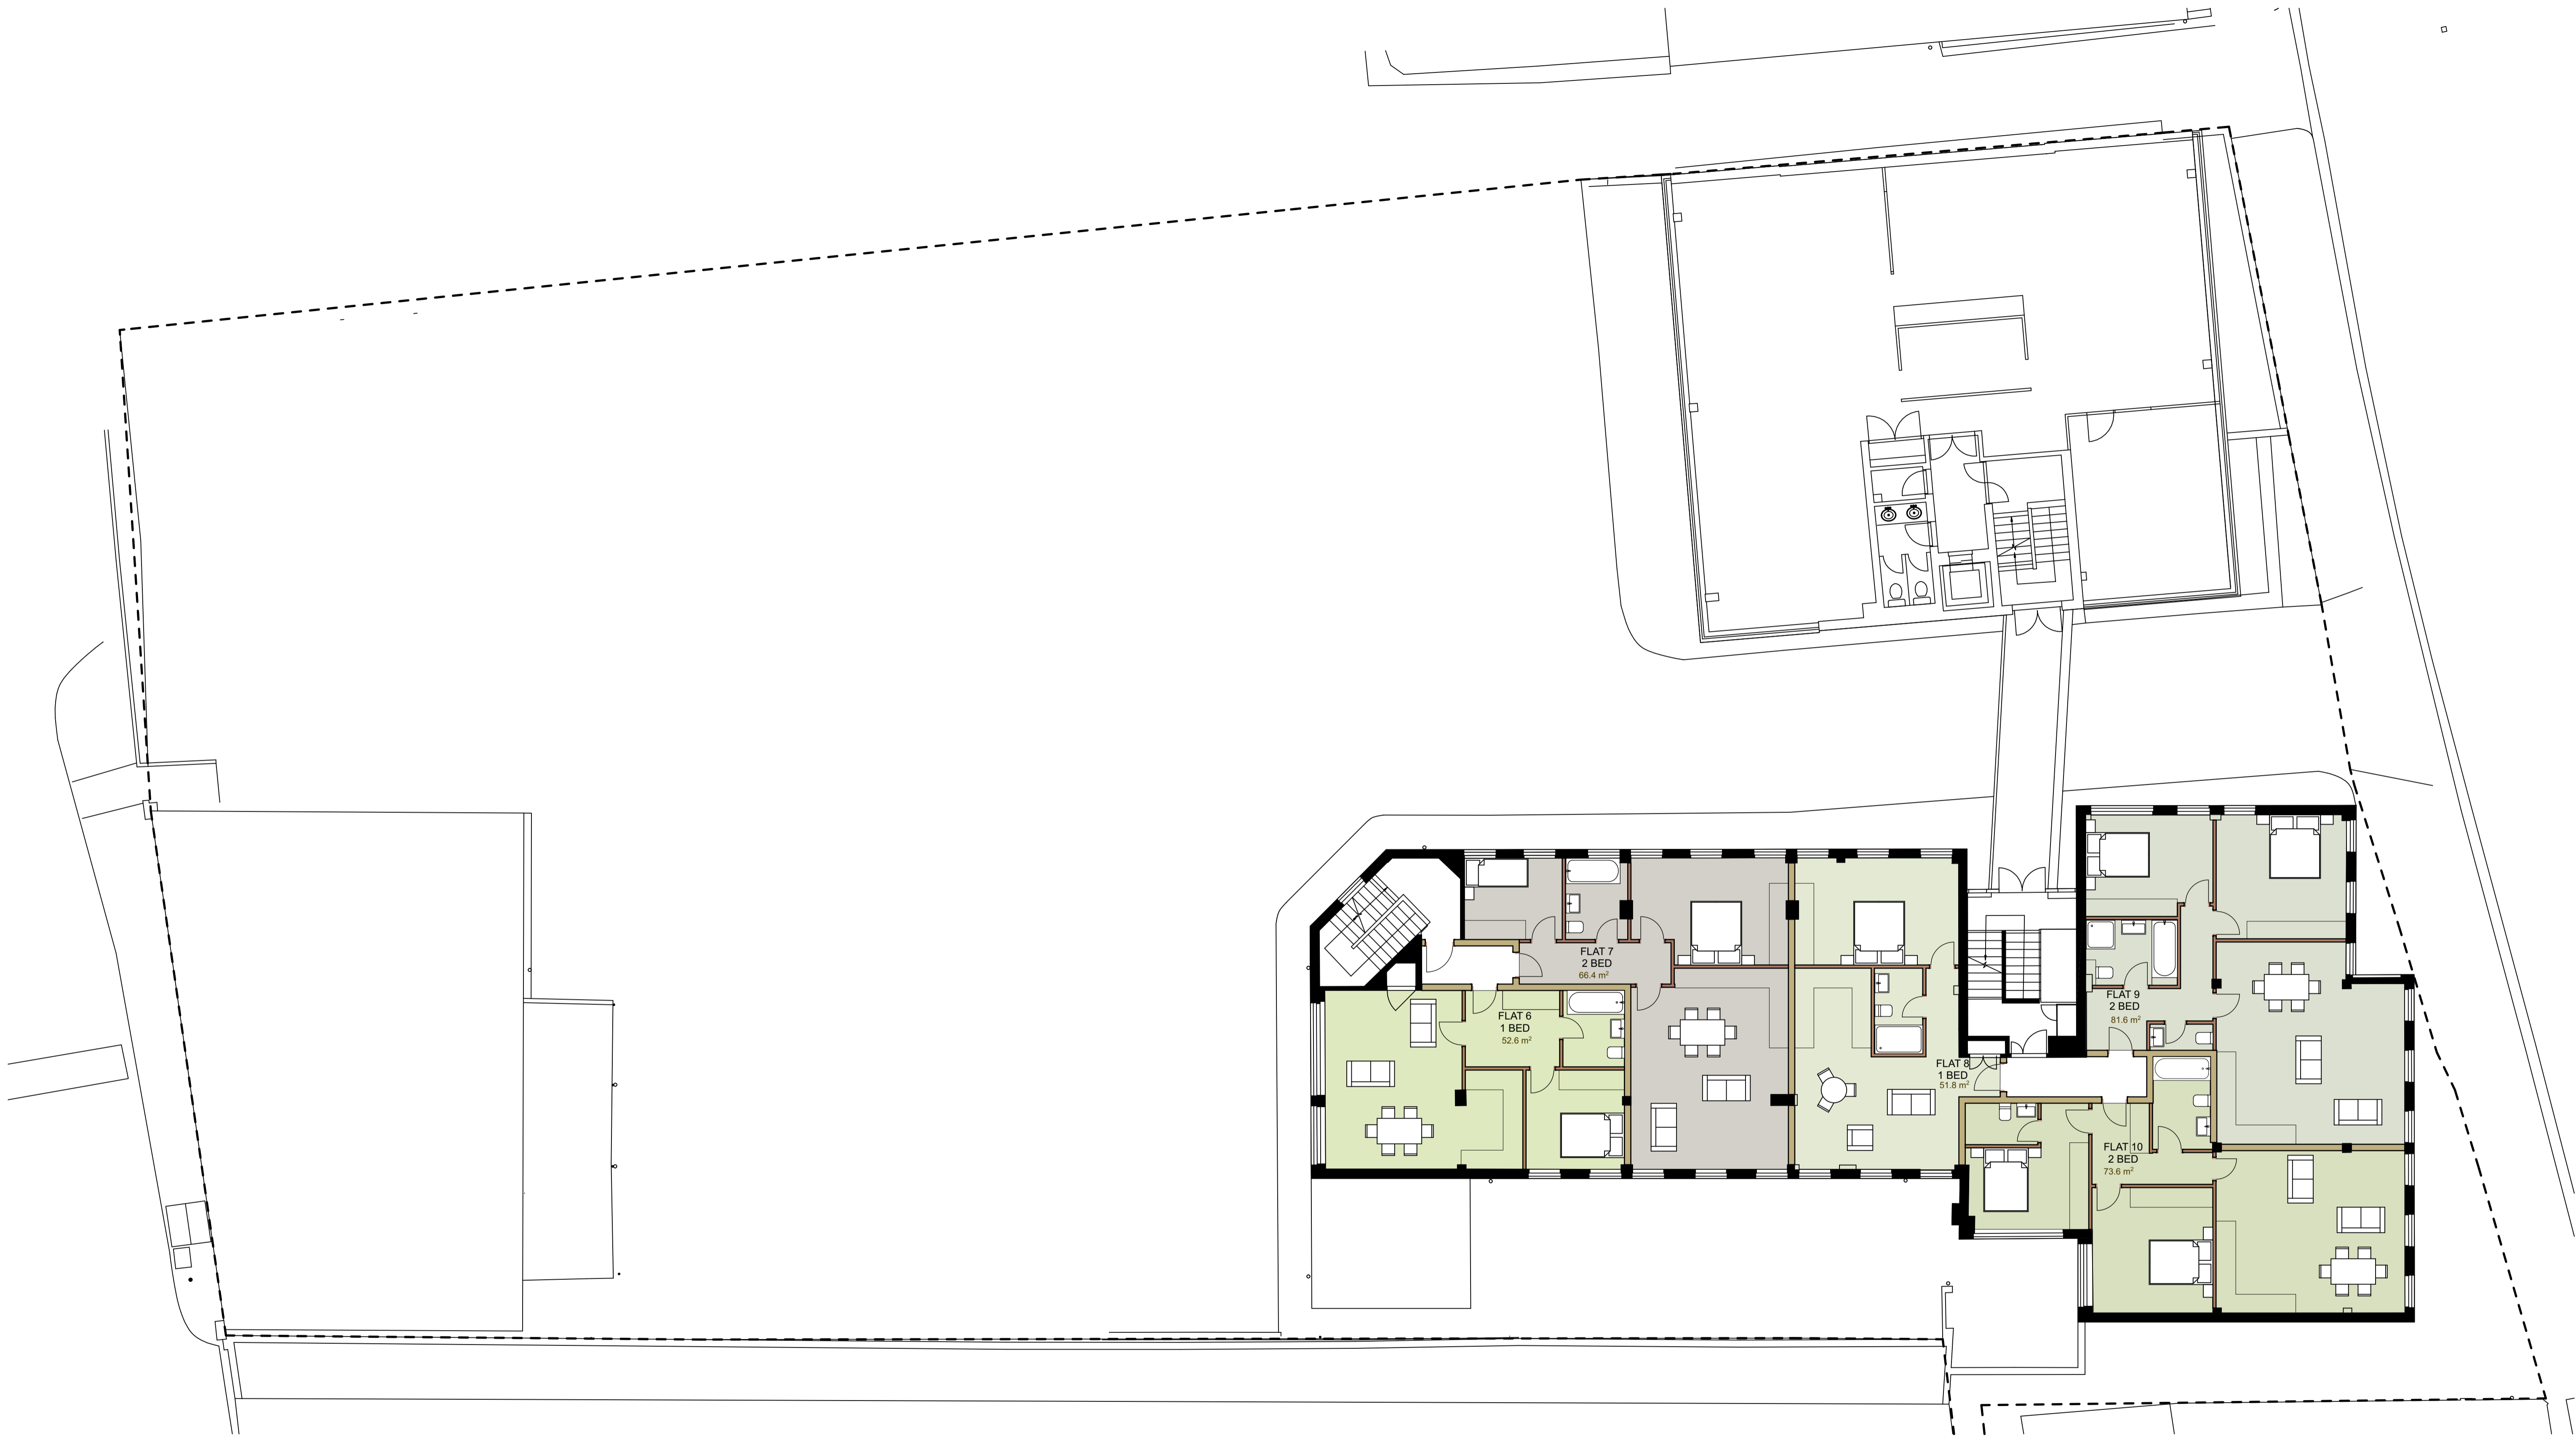 FLAT 7
2 BED
66.4 m²
FLAT 6
1 BED
52.6 m²
FLAT 8
1 BED
51.8 m²
FLAT 9
2 BED
81.6 m²
FLAT 10
2 BED
73.6 m²